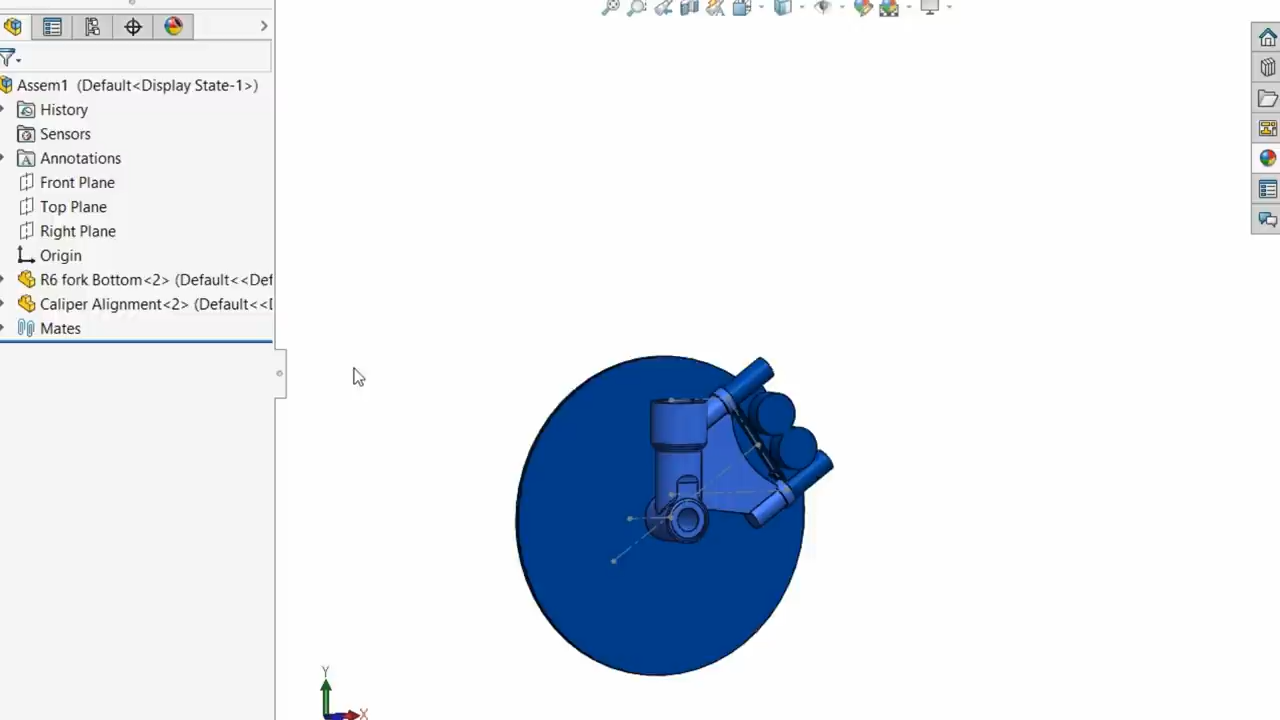 Assem1 (Default<Display State-1>)
History
Sensors
Annotations
Front Plane
Top Plane
Right Plane
Origin
R6 fork Bottom<2> (Default<<Def
Caliper Alignment<2> (Default<<D
Mates
Y
X